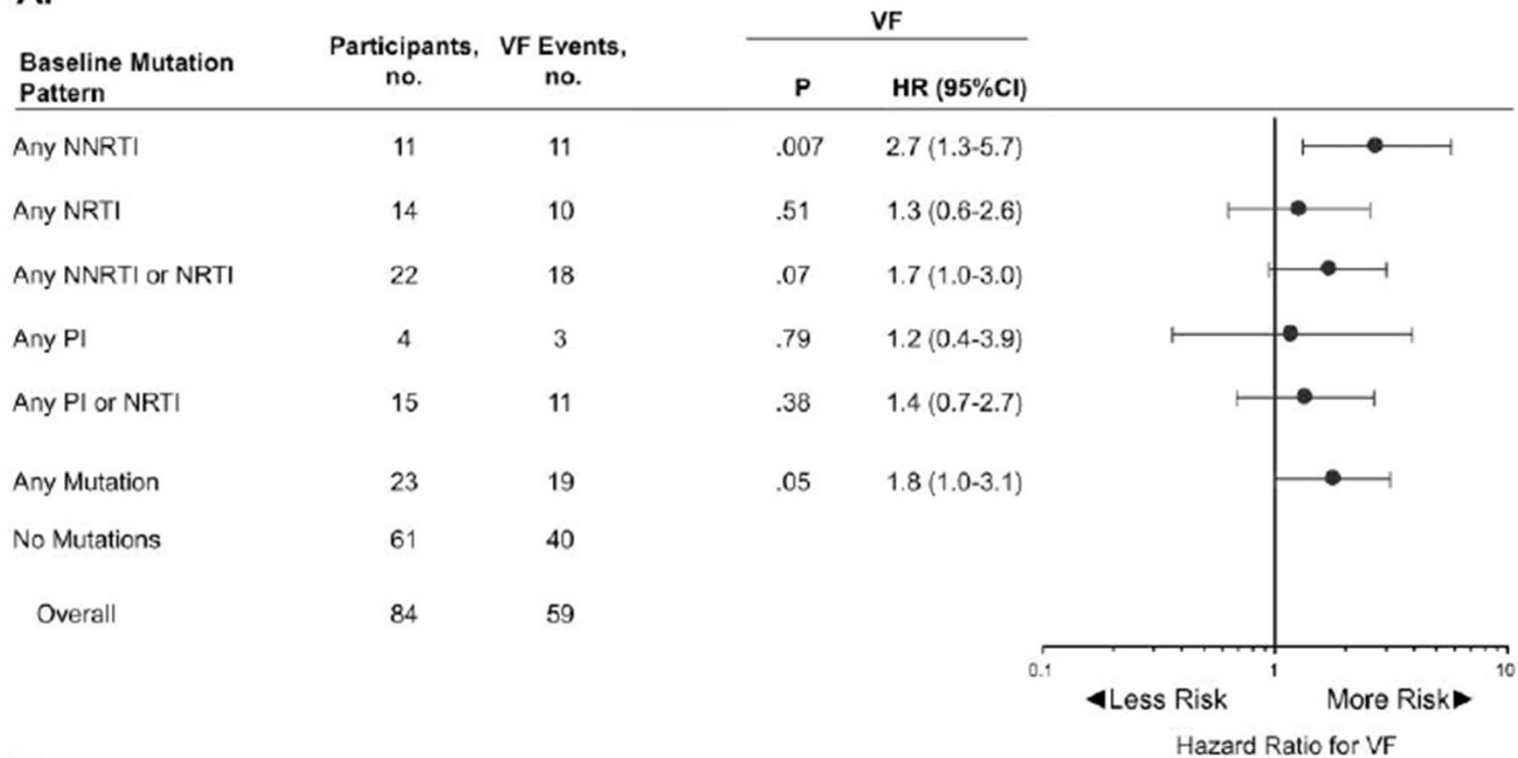 VF
Baseline Mutation Pattern
Participants, no.
VF Events, no.
P
HR (95%CI)
Any NNRTI 11 11 .007 2.7 (1.3-5.7)
Any NRTI 14 10 .51 1.3 (0.6-2.6)
Any NNRTI or NRTI 22 18 .07 1.7 (1.0-3.0)
Any PI 4 3 .79 1.2 (0.4-3.9)
Any PI or NRTI 15 11 .38 1.4 (0.7-2.7)
Any Mutation 23 19 .05 1.8 (1.0-3.1)
No Mutations 61 40
Overall 84 59
0.1 1 10
◀Less Risk More Risk▶
Hazard Ratio for VF